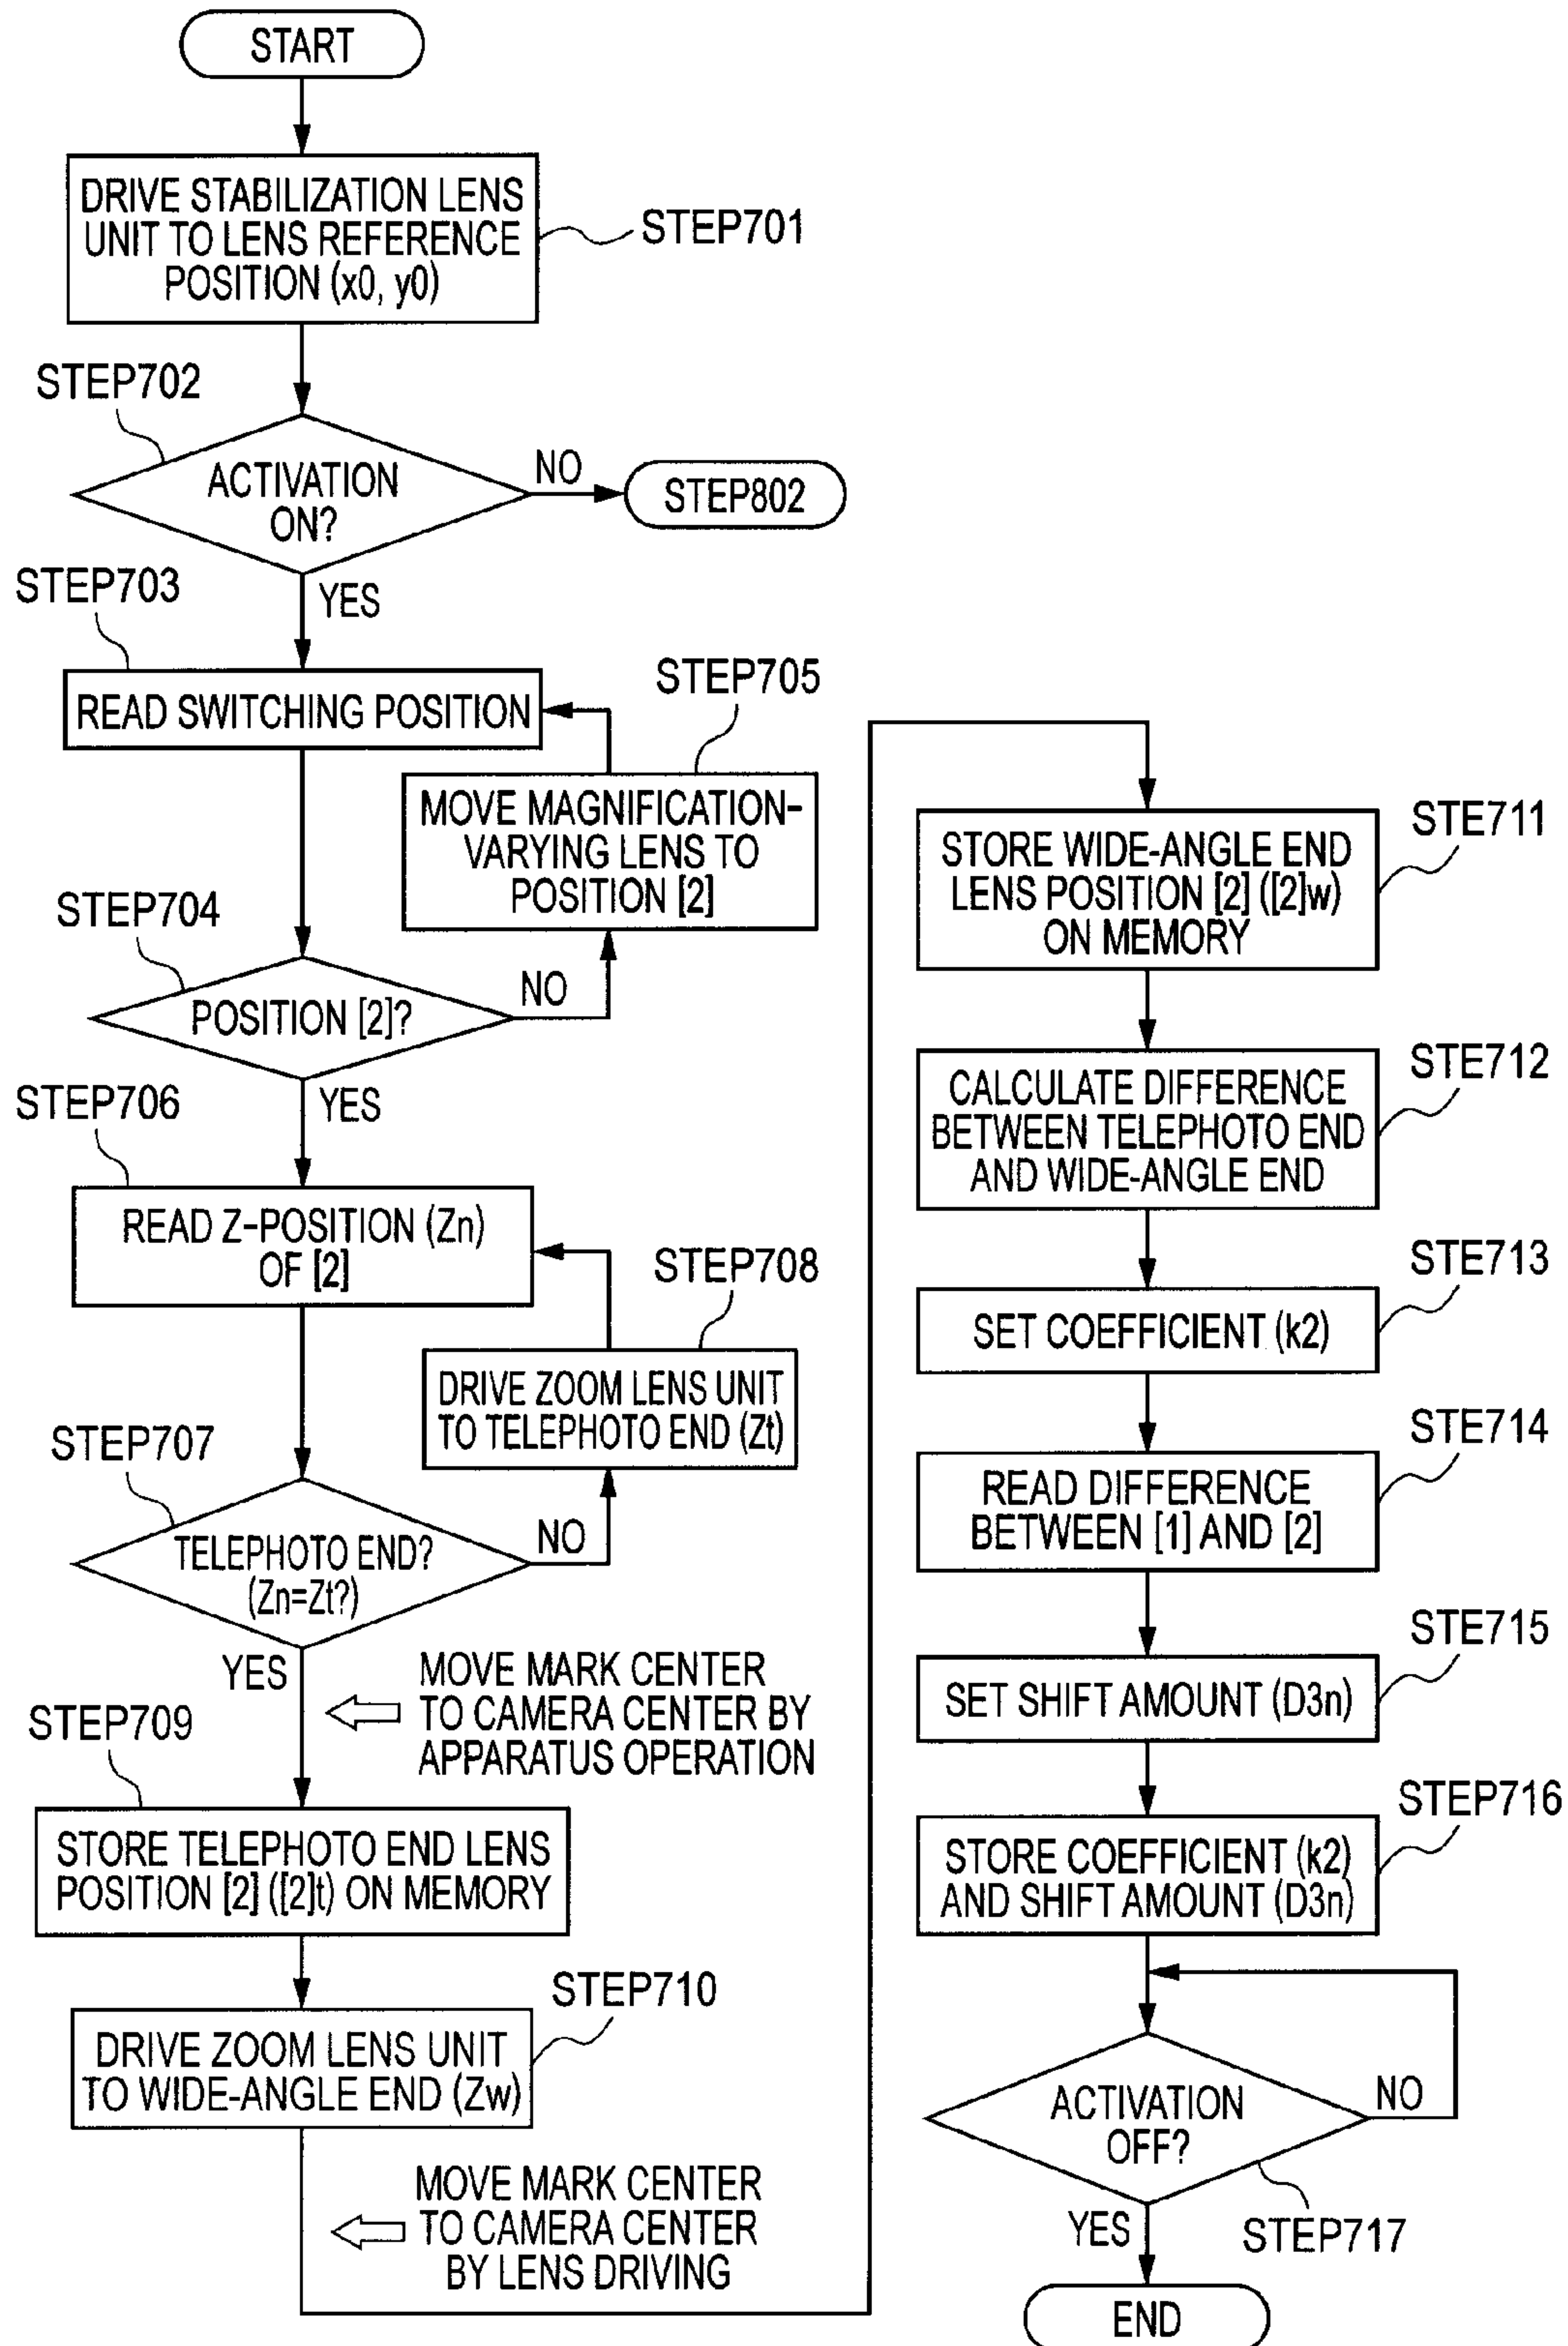 START
DRIVE STABILIZATION LENS
UNIT TO LENS REFERENCE
POSITION (x0, y0)
STEP701
STEP702
ACTIVATION
ON?
NO
STEP802
YES
STEP703
READ SWITCHING POSITION
STEP705
MOVE MAGNIFICATION-
VARYING LENS TO
POSITION [2]
STEP704
POSITION [2]?
NO
YES
STEP706
READ Z-POSITION (Zn)
OF [2]
STEP708
DRIVE ZOOM LENS UNIT
TO TELEPHOTO END (Zt)
STEP707
TELEPHOTO END?
(Zn=Zt?)
NO
YES
MOVE MARK CENTER
TO CAMERA CENTER BY
APPARATUS OPERATION
STEP709
STORE TELEPHOTO END LENS
POSITION [2] ([2]t) ON MEMORY
STEP710
DRIVE ZOOM LENS UNIT
TO WIDE-ANGLE END (Zw)
MOVE MARK CENTER
TO CAMERA CENTER
BY LENS DRIVING
STE711
STORE WIDE-ANGLE END
LENS POSITION [2] ([2]w)
ON MEMORY
STE712
CALCULATE DIFFERENCE
BETWEEN TELEPHOTO END
AND WIDE-ANGLE END
STE713
SET COEFFICIENT (k2)
STE714
READ DIFFERENCE
BETWEEN [1] AND [2]
STE715
SET SHIFT AMOUNT (D3n)
STEP716
STORE COEFFICIENT (k2)
AND SHIFT AMOUNT (D3n)
ACTIVATION
OFF?
NO
YES
STEP717
END